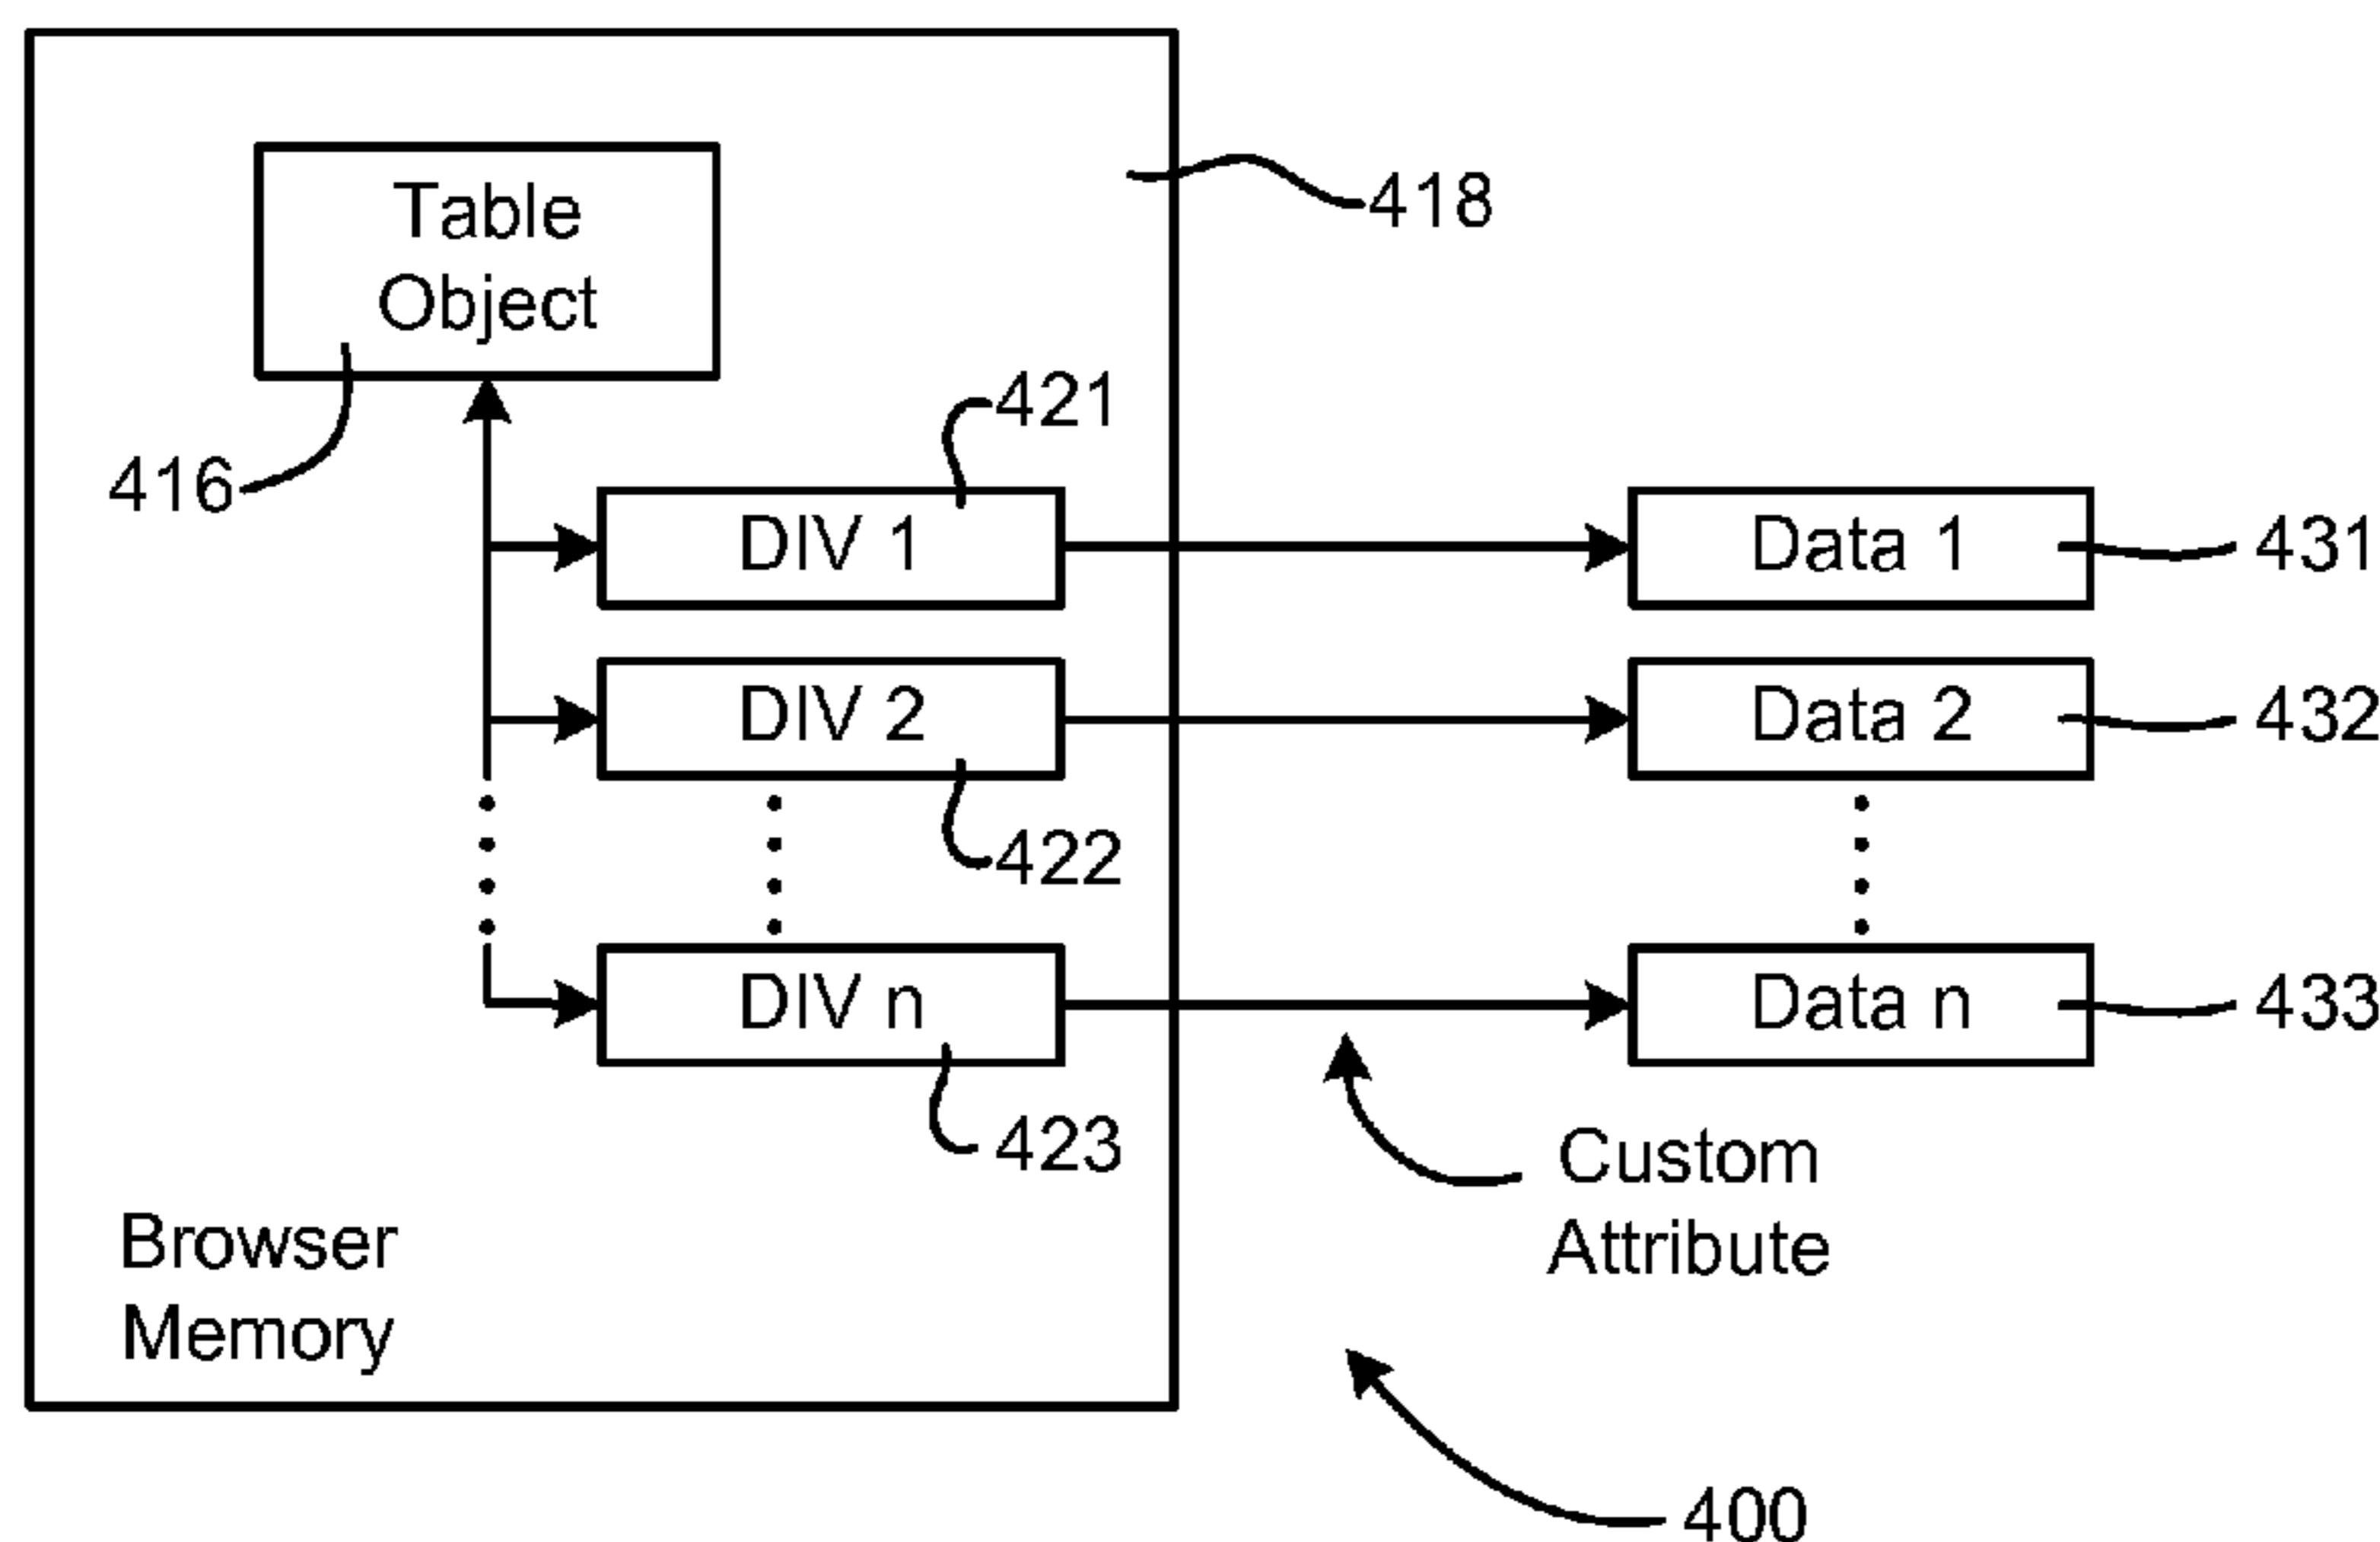 Table
Object
418
421
416
DIV 1
Data 1
431
DIV 2
Data 2
432
422
DIV n
Data n
433
423
Custom
Attribute
Browser
Memory
400